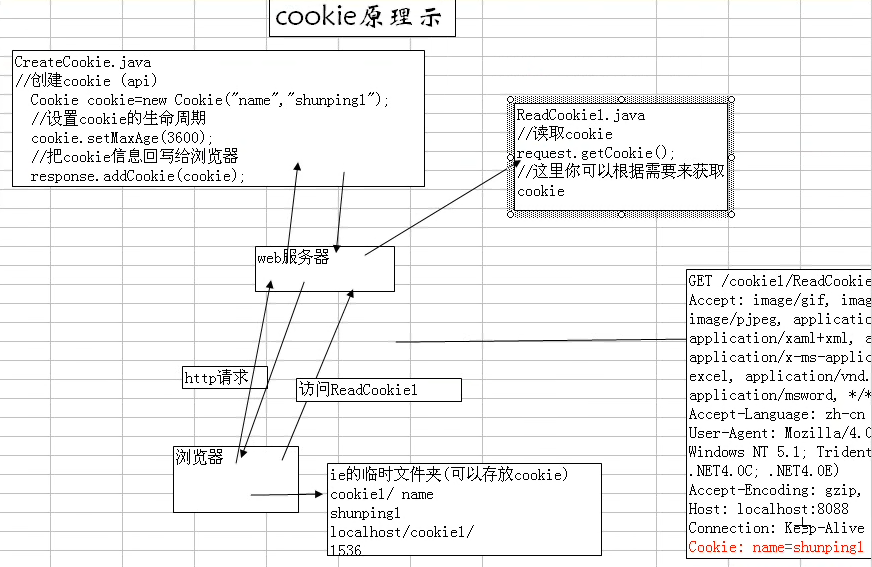 cookie原理示
CreateCookie.java
//创建cookie (api)
Cookie cookie=new Cookie("name","shunping1");
//设置cookie的生命周期
cookie.setMaxAge(3600);
//把cookie信息回写给浏览器
response.addCookie(cookie);
ReadCookie1.java
//读取cookie
request.getCookie();
//这里你可以根据需要来获取
cookie
web服务器
http请求
访问ReadCookie1
浏览器
ie的临时文件夹(可以存放cookie)
cookie1/ name
shunping1
localhost/cookie1/
1536
GET /cookie1/ReadCookie
Accept: image/gif, imag
image/pjpeg, applicatio
application/xaml+xml, a
application/x-ms-applic
excel, application/vnd.
application/msword, */*
Accept-Language: zh-cn
User-Agent: Mozilla/4.0
Windows NT 5.1; Trident
.NET4.0C; .NET4.0E)
Accept-Encoding: gzip,
Host: localhost:8088
Connection: Keep-Alive
Cookie: name=shunping1